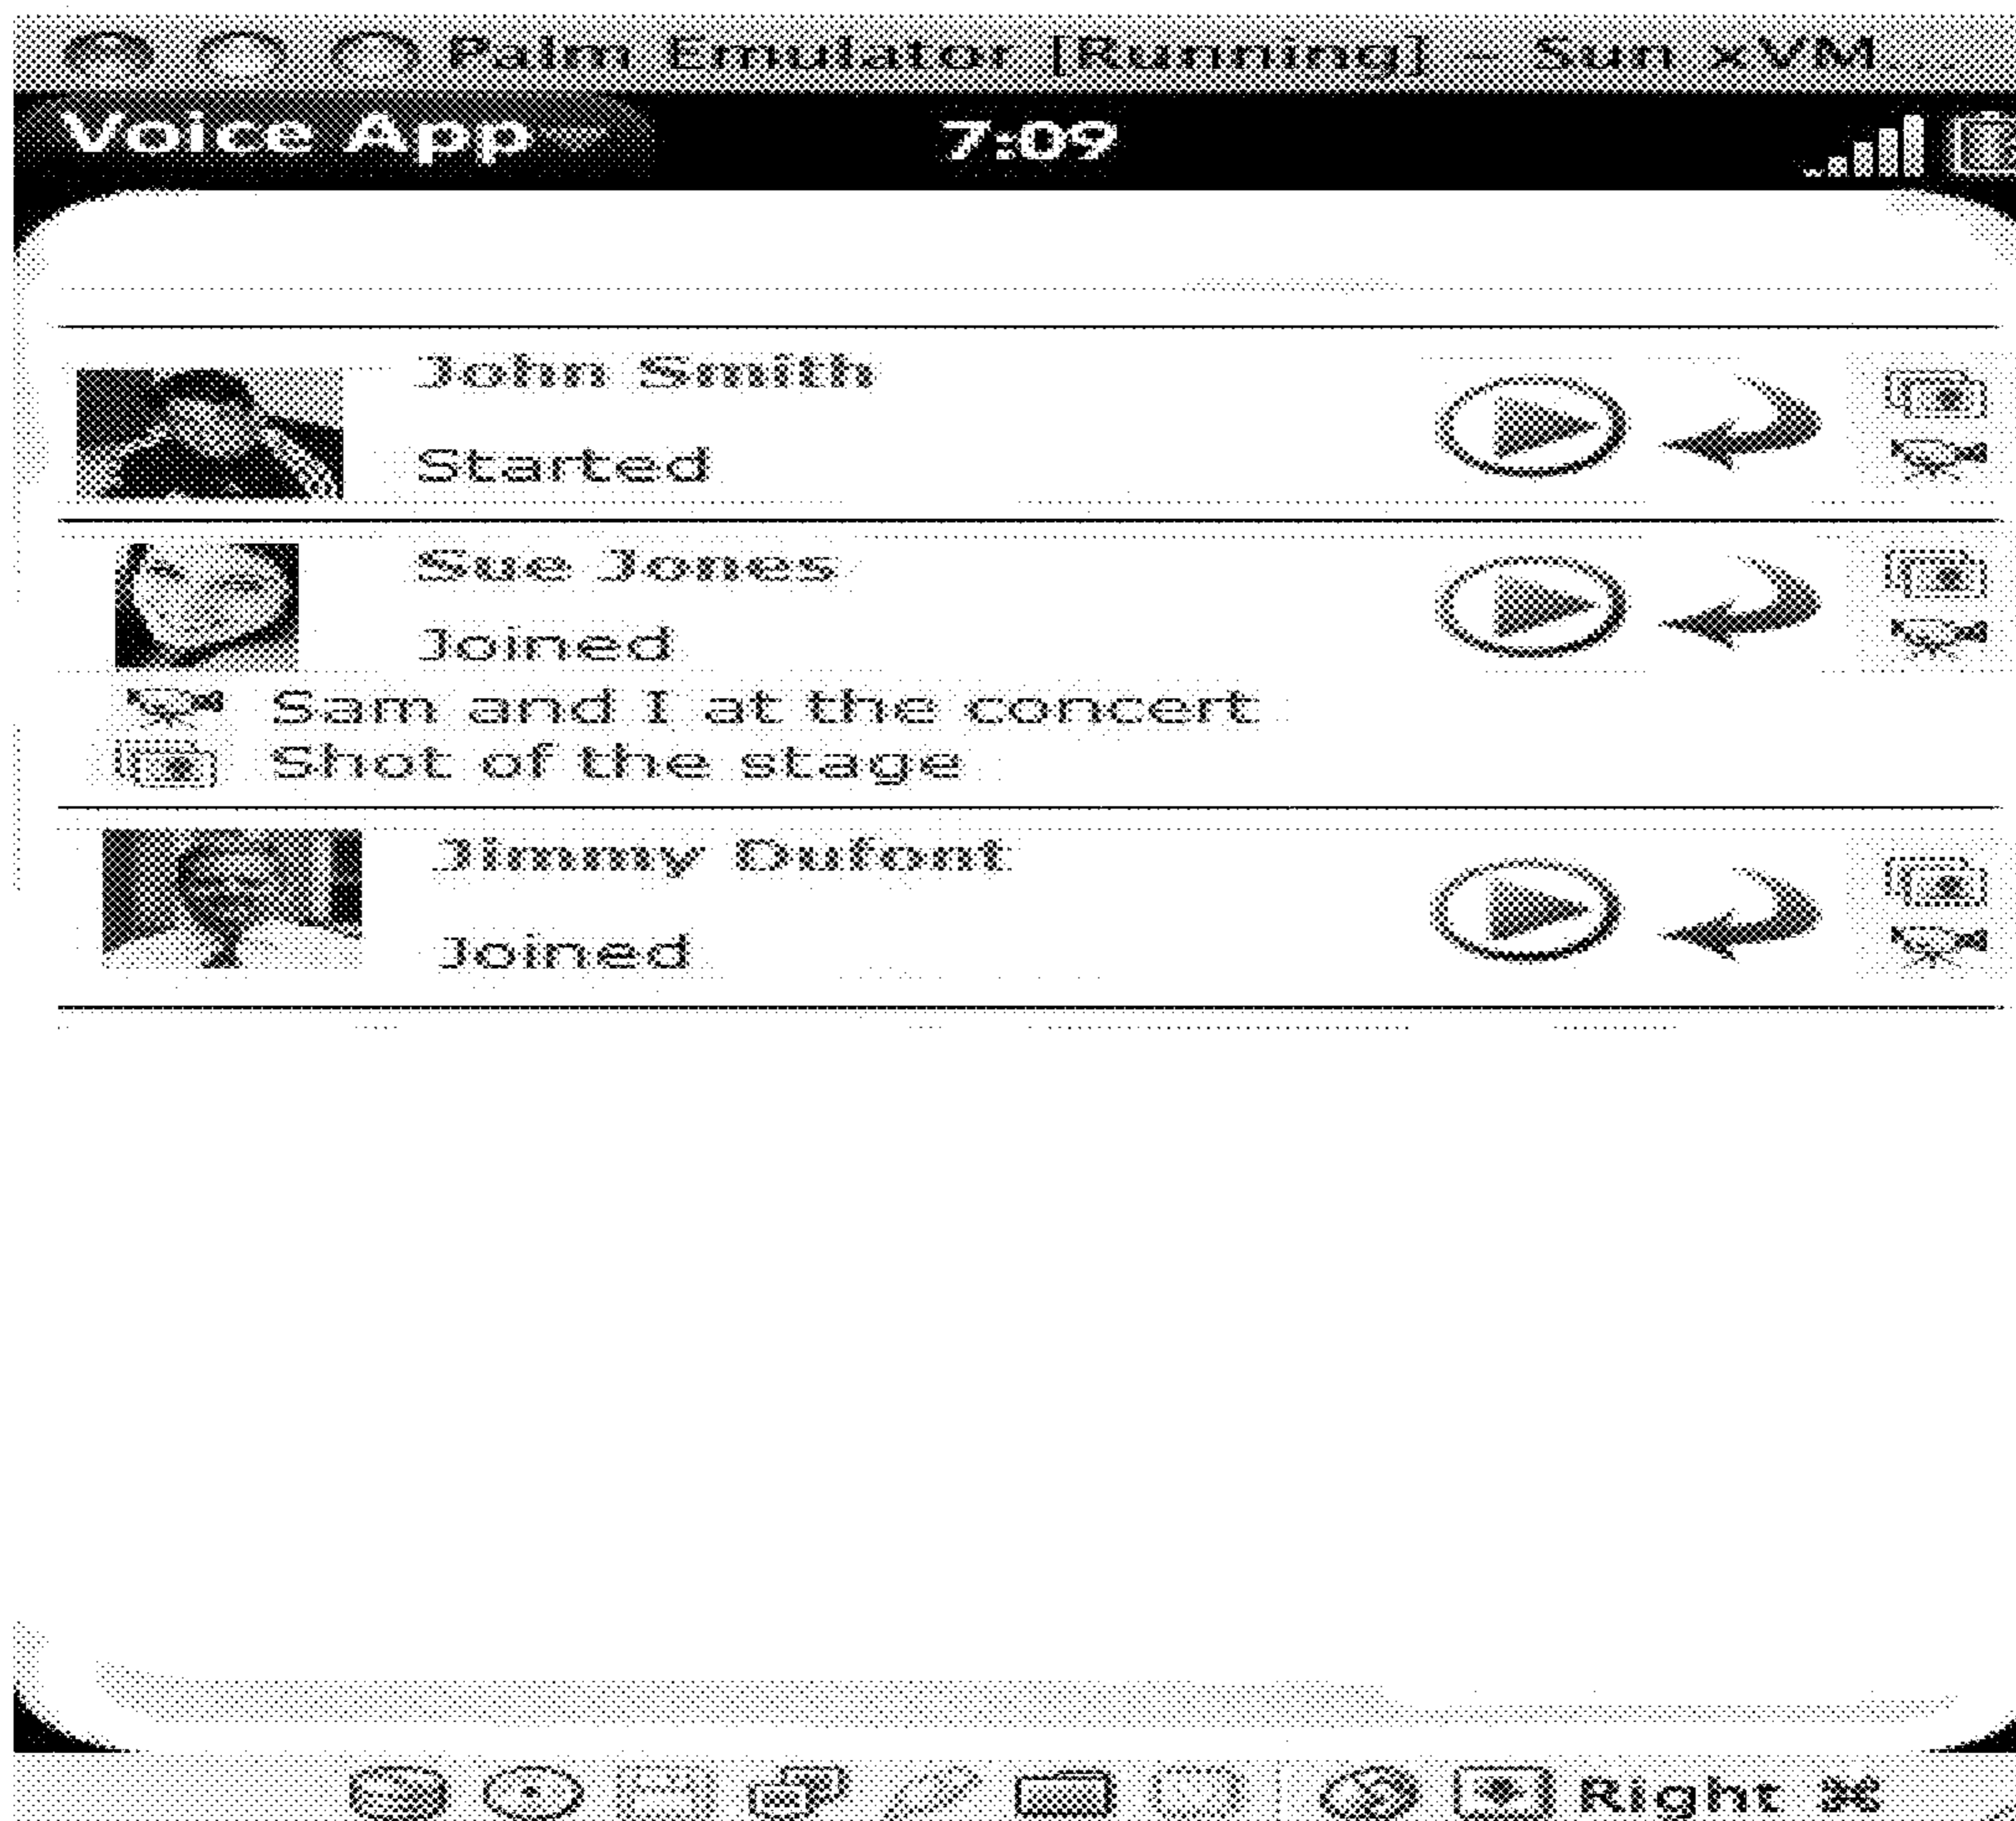 Palm Emulator [Running] - Sun xVM...
Voice App
7:09
John Smith
Started
Sue Jones
Joined
Sam and I at the concert
Shot of the stage
Jimmy Dufont
Joined
Right ⌘